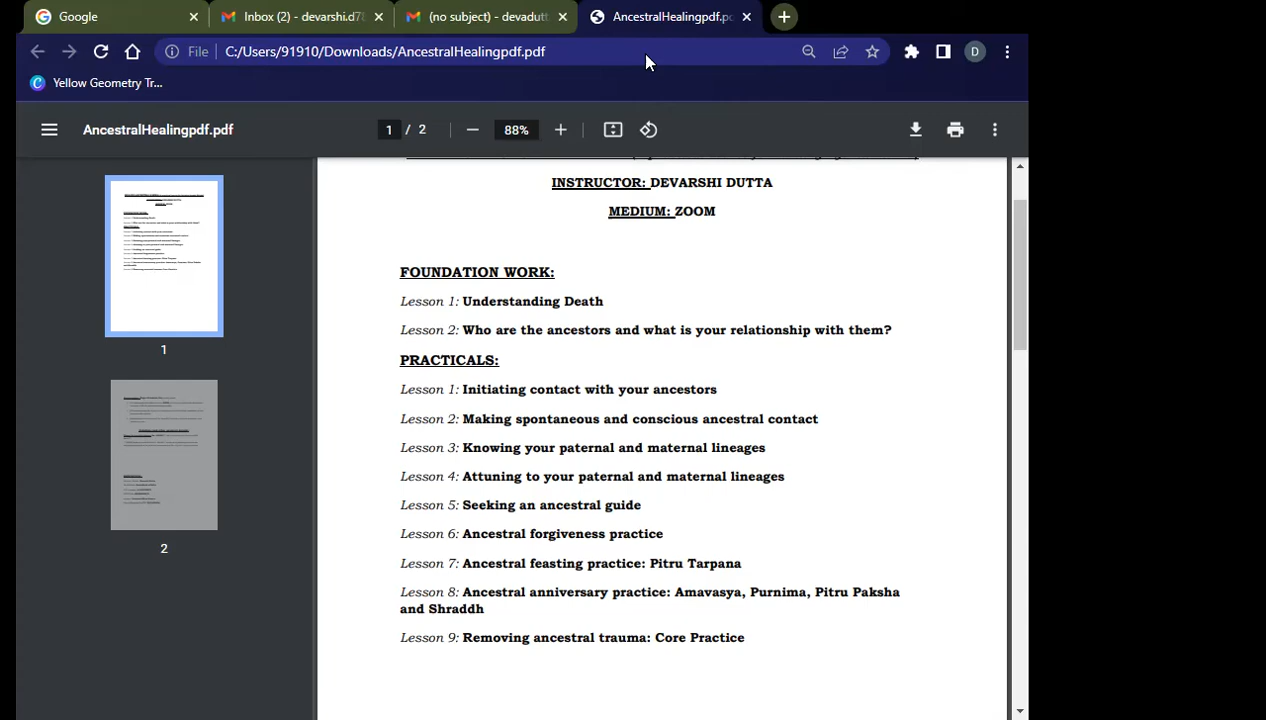 Google
Inbox (2) - devarshi.d7
(no subject) - devadutt
AncestralHealingpdf.p
File C:/Users/91910/Downloads/AncestralHealingpdf.pdf
D
Yellow Geometry Tr...
AncestralHealingpdf.pdf
1 / 2
88%
INSTRUCTOR: DEVARSHI DUTTA
MEDIUM: ZOOM
FOUNDATION WORK:
Lesson 1: Understanding Death
Lesson 2: Who are the ancestors and what is your relationship with them?
PRACTICALS:
Lesson 1: Initiating contact with your ancestors
Lesson 2: Making spontaneous and conscious ancestral contact
Lesson 3: Knowing your paternal and maternal lineages
Lesson 4: Attuning to your paternal and maternal lineages
Lesson 5: Seeking an ancestral guide
Lesson 6: Ancestral forgiveness practice
Lesson 7: Ancestral feasting practice: Pitru Tarpana
Lesson 8: Ancestral anniversary practice: Amavasya, Purnima, Pitru Paksha
and Shraddh
Lesson 9: Removing ancestral trauma: Core Practice
1
2